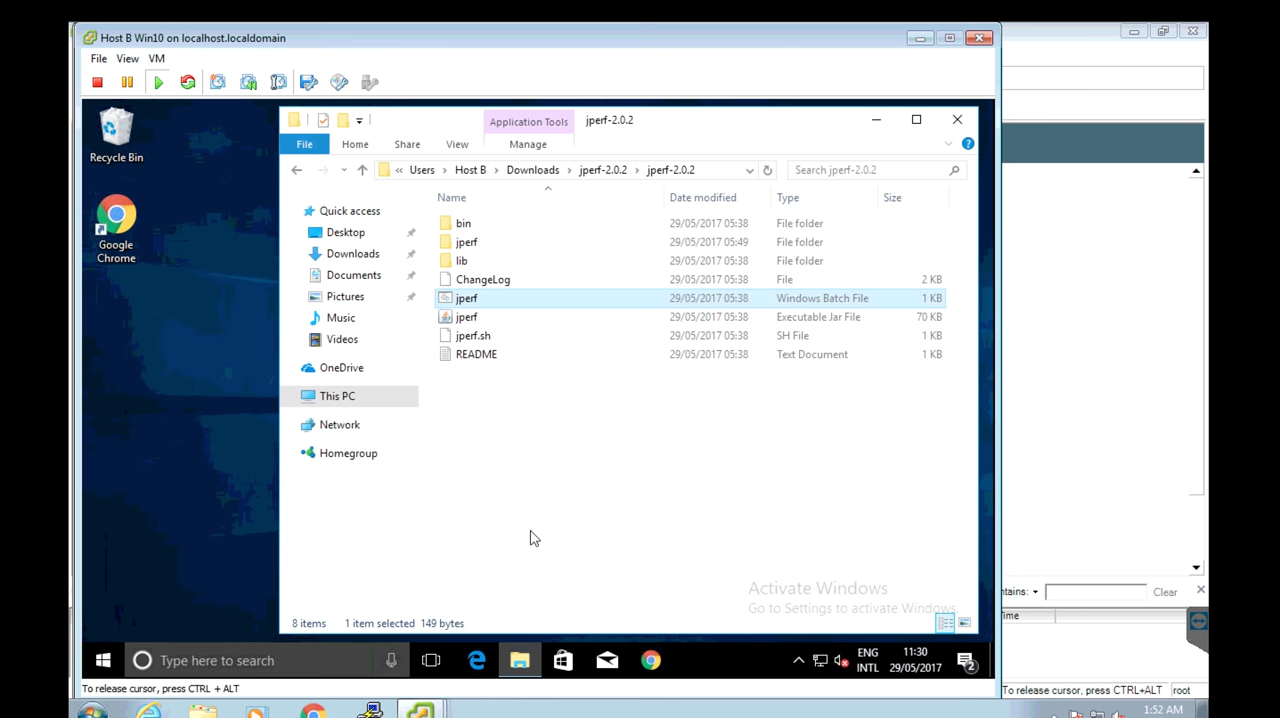 Host B Win10 on localhost.localdomain
File View VM
Recycle Bin
Google
Chrome
Application Tools jperf-2.0.2
File Home Share View Manage
« Users > Host B > Downloads > jperf-2.0.2 > jperf-2.0.2
Search jperf-2.0.2
Quick access
Desktop
Downloads
Documents
Pictures
Music
Videos
OneDrive
This PC
Network
Homegroup
Name Date modified Type Size
bin 29/05/2017 05:38 File folder
jperf 29/05/2017 05:49 File folder
lib 29/05/2017 05:38 File folder
ChangeLog 29/05/2017 05:38 File 2 KB
jperf 29/05/2017 05:38 Windows Batch File 1 KB
jperf 29/05/2017 05:38 Executable Jar File 70 KB
jperf.sh 29/05/2017 05:38 SH File 1 KB
README 29/05/2017 05:38 Text Document 1 KB
Activate Windows
Go to Settings to activate Windows.
8 items 1 item selected 149 bytes
ntains: Clear
ime
Type here to search
ENG
INTL
11:30
29/05/2017
2
To release cursor, press CTRL + ALT
To release cursor, press CTRL+ALT root
1:52 AM